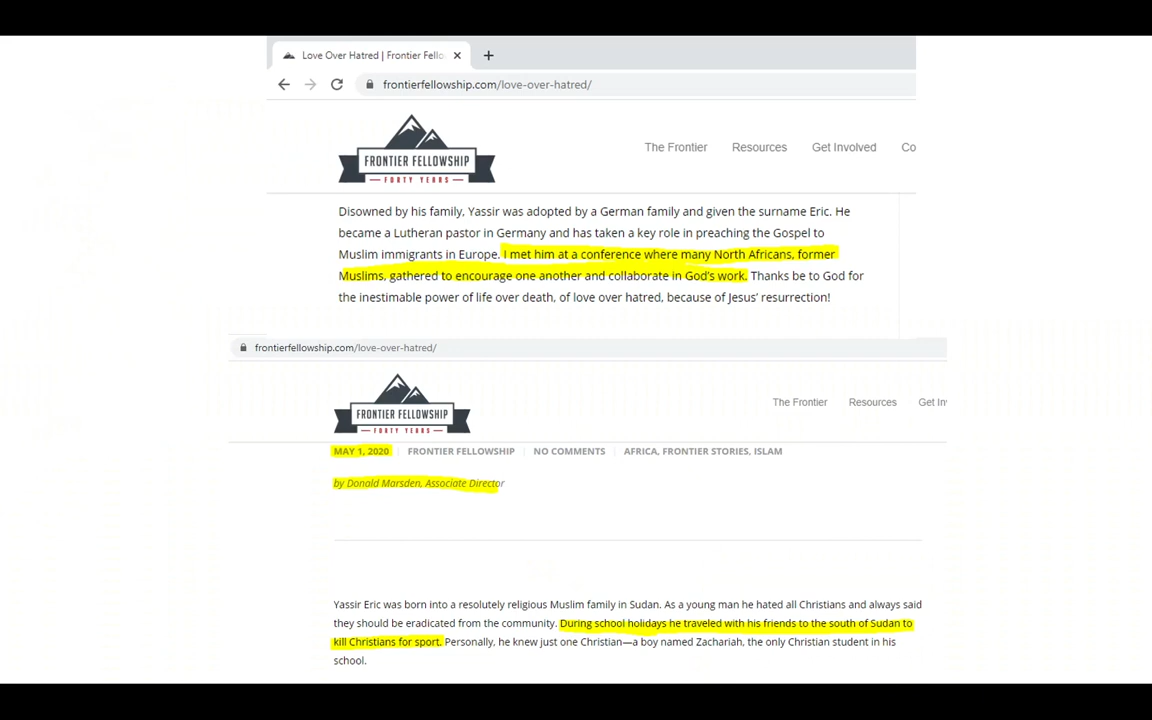 Love Over Hatred | Frontier Fello
frontierfellowship.com/love-over-hatred/
FRONTIER FELLOWSHIP
FORTY YEARS
The Frontier Resources Get Involved Co
Disowned by his family, Yassir was adopted by a German family and given the surname Eric. He
became a Lutheran pastor in Germany and has taken a key role in preaching the Gospel to
Muslim immigrants in Europe. I met him at a conference where many North Africans, former
Muslims, gathered to encourage one another and collaborate in God's work. Thanks be to God for
the inestimable power of life over death, of love over hatred, because of Jesus' resurrection!
frontierfellowship.com/love-over-hatred/
FRONTIER FELLOWSHIP
FORTY YEARS
The Frontier Resources Get In
MAY 1, 2020 FRONTIER FELLOWSHIP NO COMMENTS AFRICA, FRONTIER STORIES, ISLAM
by Donald Marsden, Associate Director
Yassir Eric was born into a resolutely religious Muslim family in Sudan. As a young man he hated all Christians and always said
they should be eradicated from the community. During school holidays he traveled with his friends to the south of Sudan to
kill Christians for sport. Personally, he knew just one Christian—a boy named Zachariah, the only Christian student in his
school.